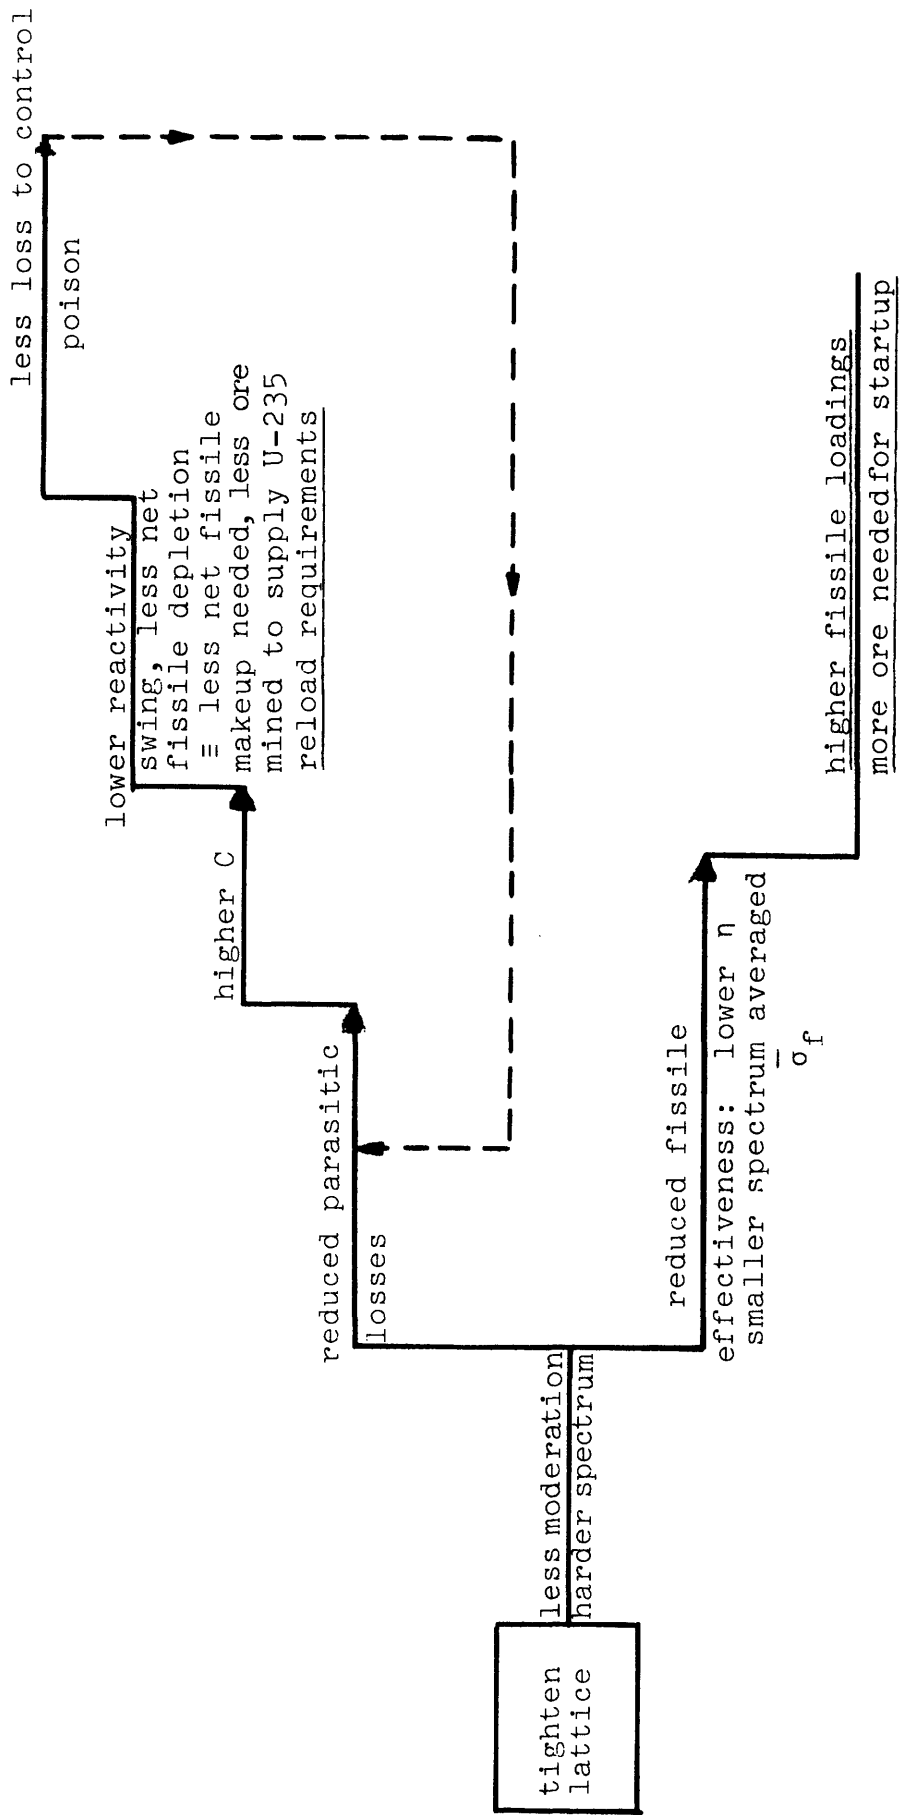 tighten
lattice
less moderation
harder spectrum
reduced parasitic
losses
higher C
lower reactivity
swing, less net
fissile depletion
≡ less net fissile
makeup needed, less ore
mined to supply U-235
reload requirements
less loss to control
poison
reduced fissile
effectiveness: lower η
smaller spectrum averaged
σ̄_f
higher fissile loadings
more ore neededfor startup